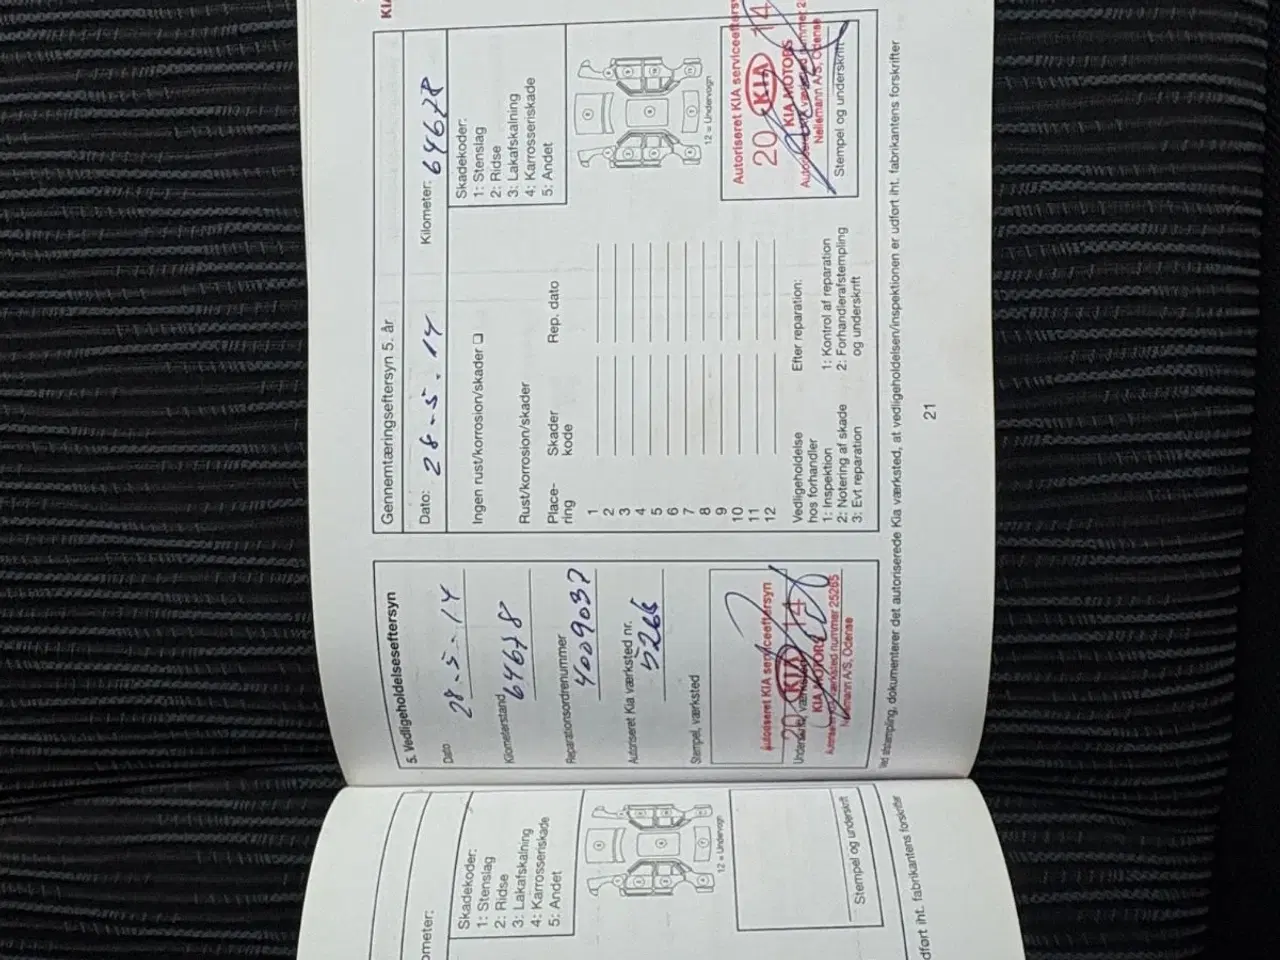 ometer:
Skadekoder:
1: Stenslag
2: Ridse
3: Lakafskalning
4: Karrosseriskade
5: Andet
12 = Undervogn
Stempel og underskrift
dført iht. fabrikantens forskrifter
5. Vedligeholdelseseftersyn
Dato
28-5-14
Kilometerstand
64678
Reparationsordrenummer
4009037
Autoriseret Kia værksted nr.
5265
Stempel, værksted
Autoriseret KIA serviceeftersyn
20 KIA 14
KIA MOTORS
værksted nummer 25265
Nellemann A/S, Odense
Ved afstampling, dokumenterer det autoriserede Kia værksted, at vedligeholdelsen/inspektionen er udført iht. fabrikantens forskrifter
Gennemtæringseftersyn 5. år
Dato: 28-5-14
Kilometer: 64678
Ingen rust/korrosion/skader
Rust/korrosion/skader
Place-
ring
Skader
kode
Rep. dato
1
2
3
4
5
6
7
8
9
10
11
12
Skadekoder:
1: Stenslag
2: Ridse
3: Lakafskalning
4: Karrosseriskade
5: Andet
12 = Undervogn
Vedligeholdelse
hos forhandler
1: Inspektion
2: Notering af skade
3: Evt reparation
Efter reparation:
1: Kontrol af reparation
2: Forhandlerafstempling
og underskrift
Autoriseret KIA serviceeftersy
20 KIA 14
KIA MOTORS
Nellemann A/S, Odense
Stempel og underskrift
21